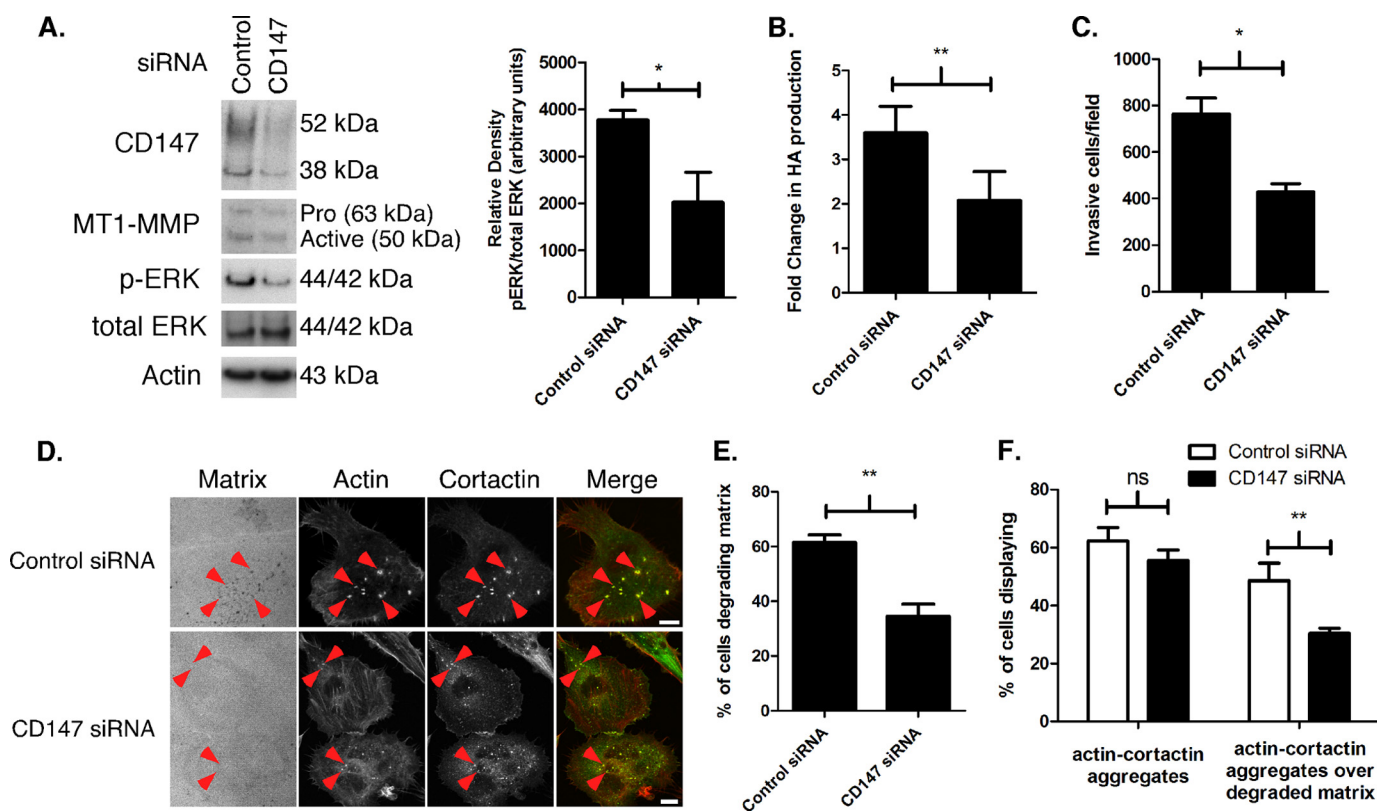 A.
siRNA
Control
CD147
CD147
52 kDa
38 kDa
MT1-MMP
Pro (63 kDa)
Active (50 kDa)
p-ERK
44/42 kDa
total ERK
44/42 kDa
Actin
43 kDa
Relative Density
pERK/total ERK (arbitrary units)
5000
4000
3000
2000
1000
0
*
Control siRNA
CD147 siRNA
B.
Fold Change in HA production
5
4
3
2
1
0
**
Control siRNA
CD147 siRNA
C.
Invasive cells/field
1000
800
600
400
200
0
*
Control siRNA
CD147 siRNA
D.
Matrix
Actin
Cortactin
Merge
Control siRNA
CD147 siRNA
E.
% of cells degrading matrix
80
60
40
20
0
**
Control siRNA
CD147 siRNA
F.
Control siRNA
CD147 siRNA
% of cells displaying
80
60
40
20
0
ns
**
actin-cortactin
aggregates
actin-cortactin
aggregates over
degraded matrix